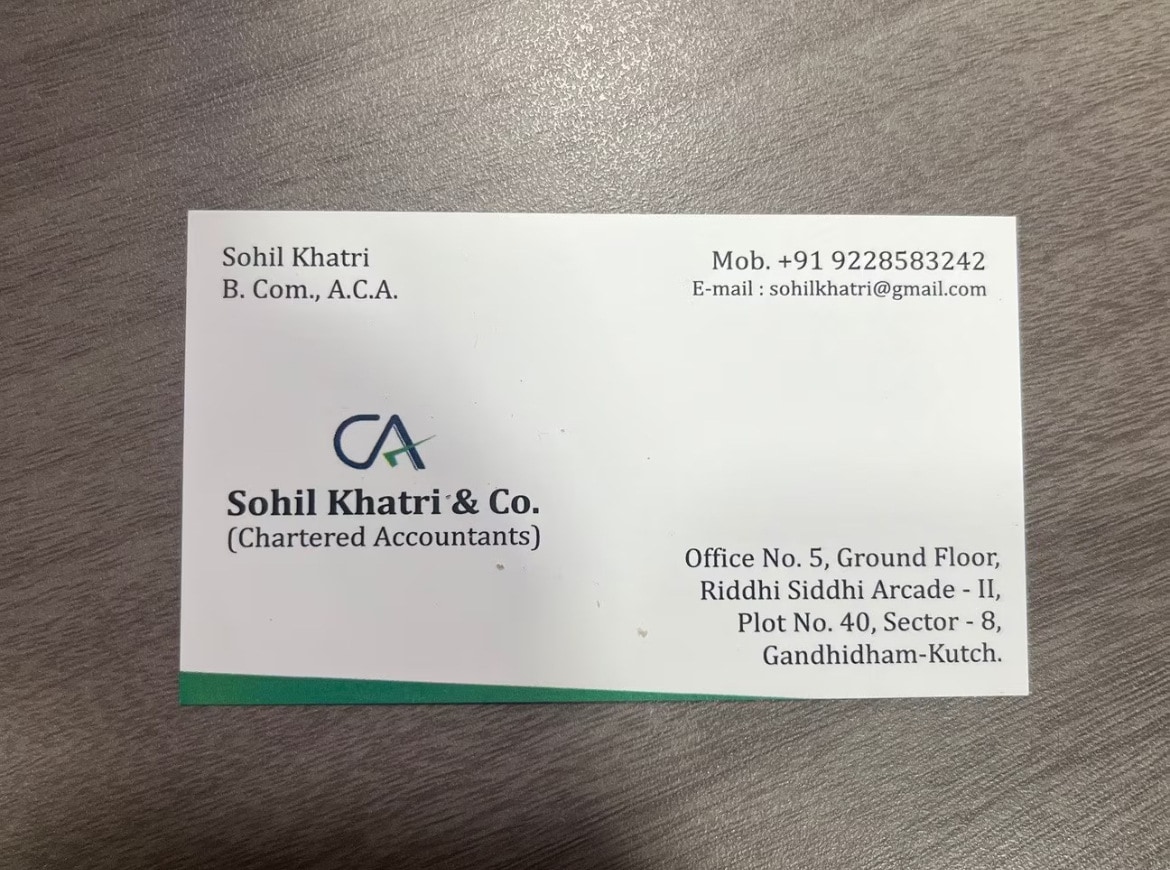 Sohil Khatri
B. Com., A.C.A.
Mob. +91 9228583242
E-mail : sohilkhatri@gmail.com
CA
Sohil Khatri & Co.
(Chartered Accountants)
Office No. 5, Ground Floor,
Riddhi Siddhi Arcade - II,
Plot No. 40, Sector - 8,
Gandhidham-Kutch.